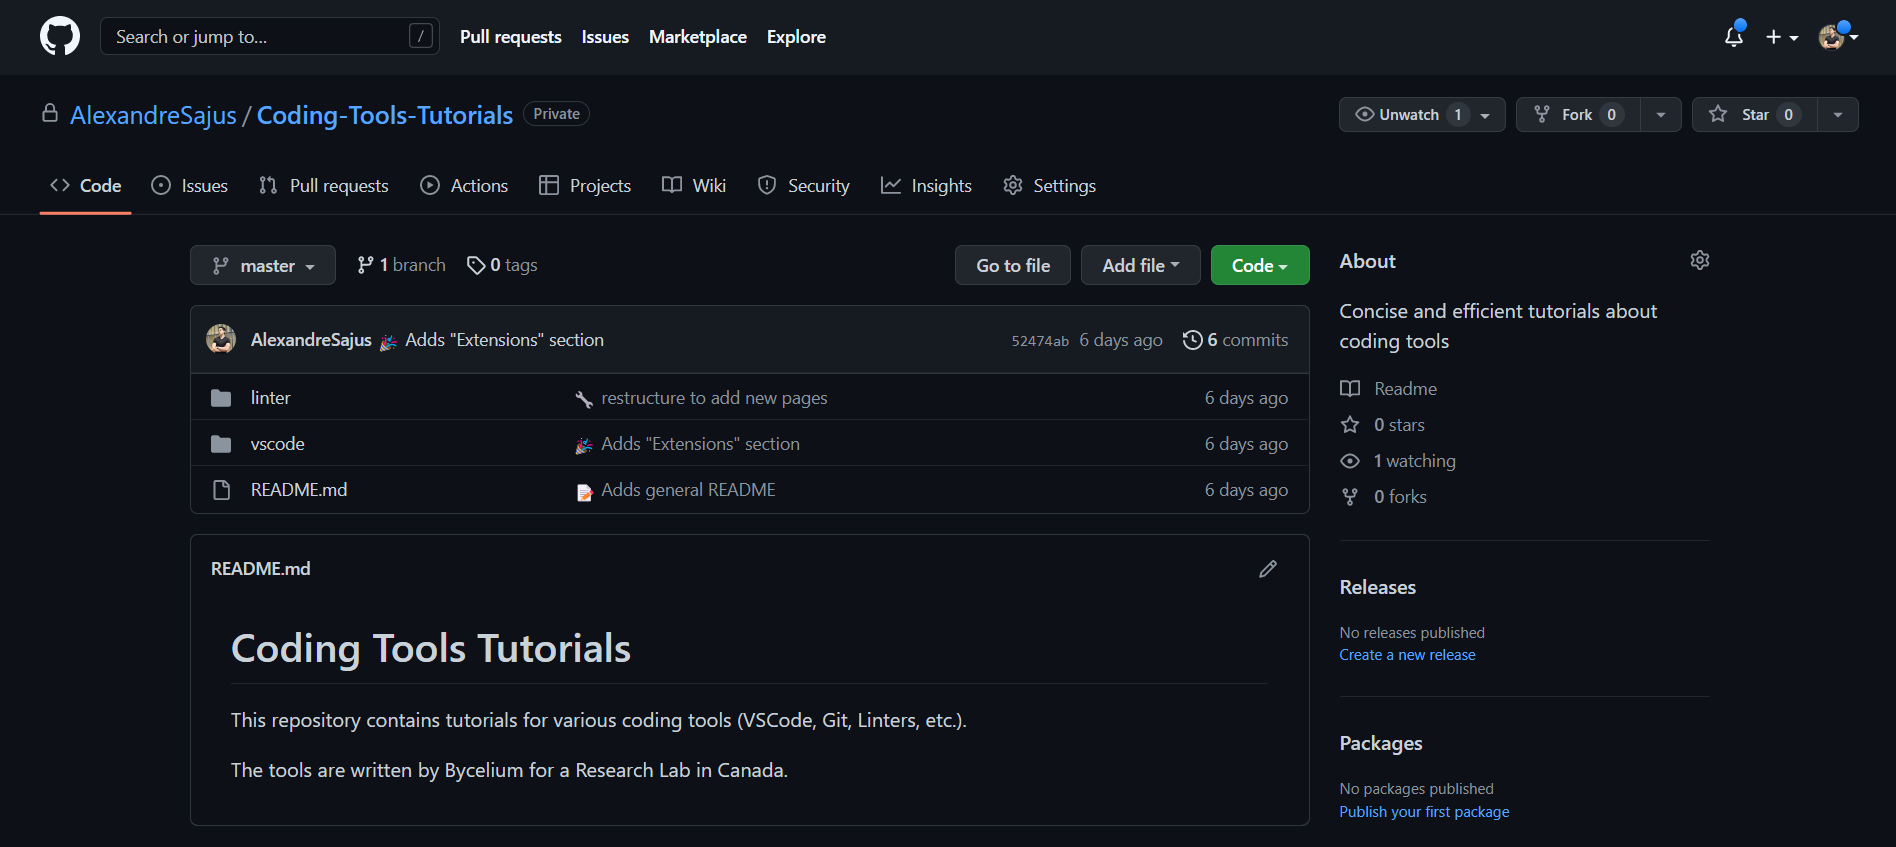 Search or jump to... /
Pull requests Issues Marketplace Explore
AlexandreSajus / Coding-Tools-Tutorials Private
Unwatch 1 Fork 0 Star 0
Code Issues Pull requests Actions Projects Wiki Security Insights Settings
master 1 branch 0 tags Go to file Add file Code
AlexandreSajus Adds "Extensions" section 52474ab 6 days ago 6 commits
linter restructure to add new pages 6 days ago
vscode Adds "Extensions" section 6 days ago
README.md Adds general README 6 days ago
README.md
Coding Tools Tutorials
This repository contains tutorials for various coding tools (VSCode, Git, Linters, etc.).
The tools are written by Bycelium for a Research Lab in Canada.
About
Concise and efficient tutorials about
coding tools
Readme
0 stars
1 watching
0 forks
Releases
No releases published
Create a new release
Packages
No packages published
Publish your first package